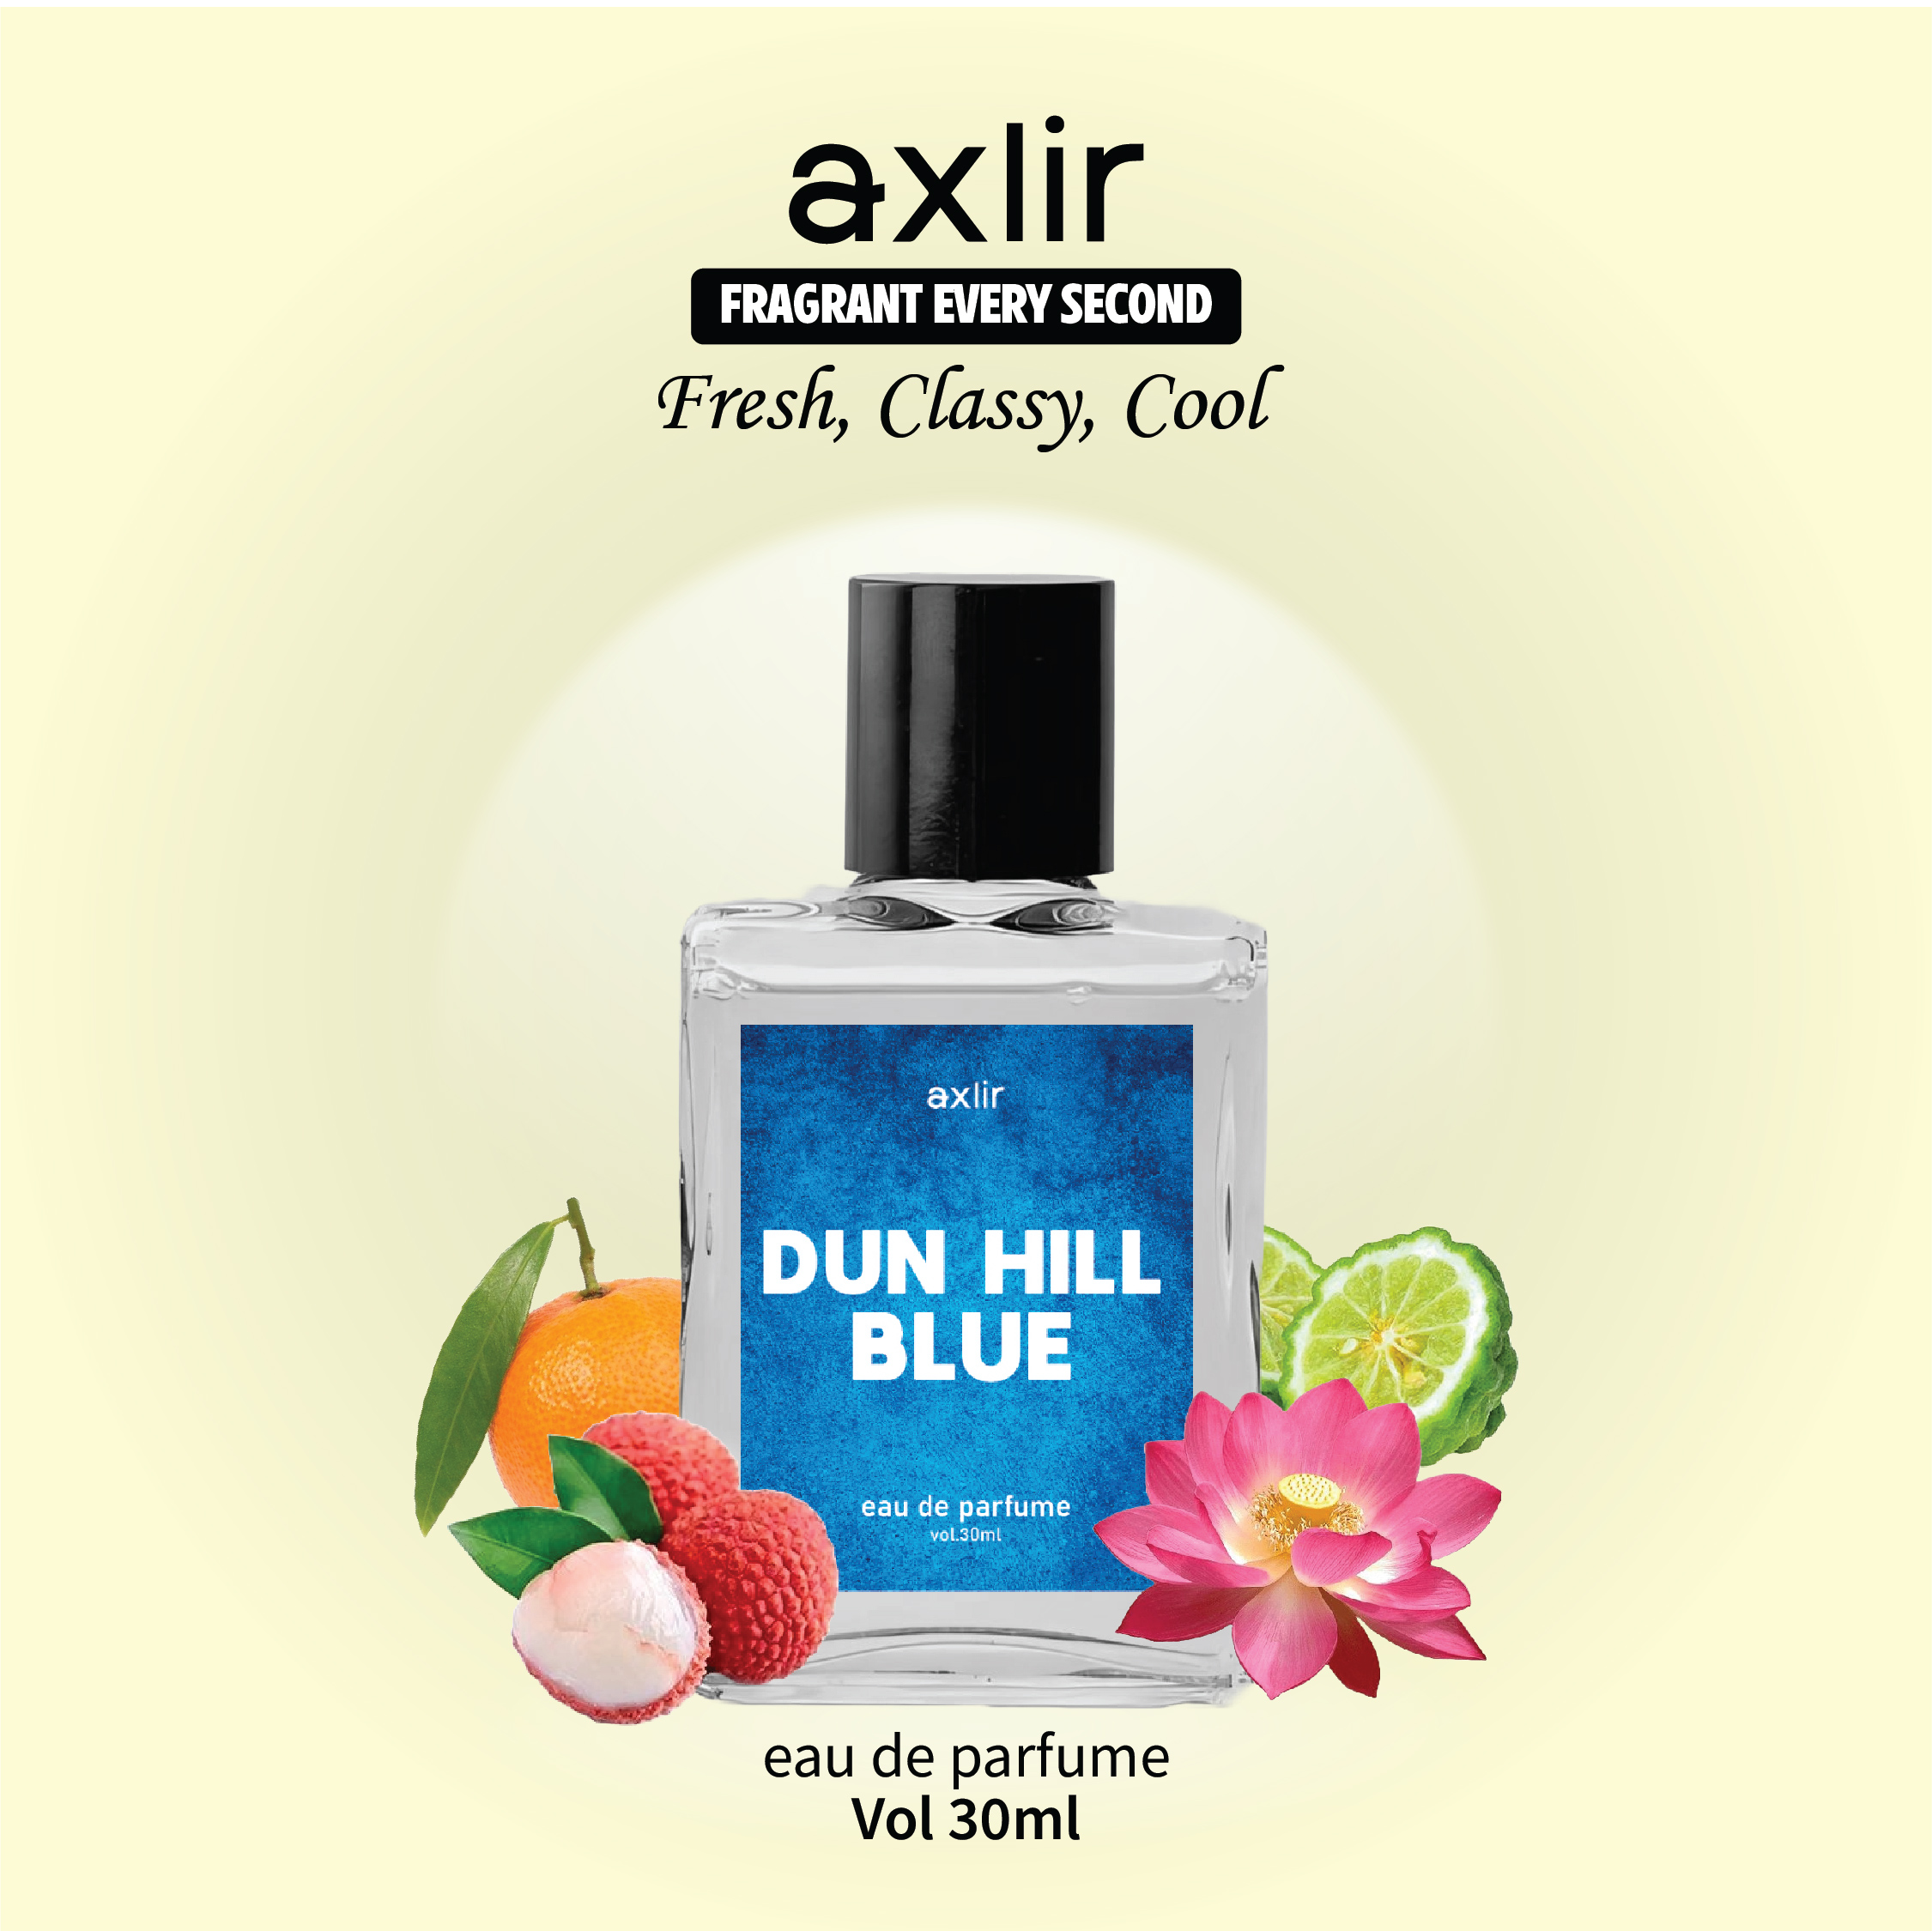 axlir
FRAGRANT EVERY SECOND
Fresh, Classy, Cool
axlir
DUN HILL
BLUE
eau de parfume
vol.30ml
eau de parfume
Vol 30ml